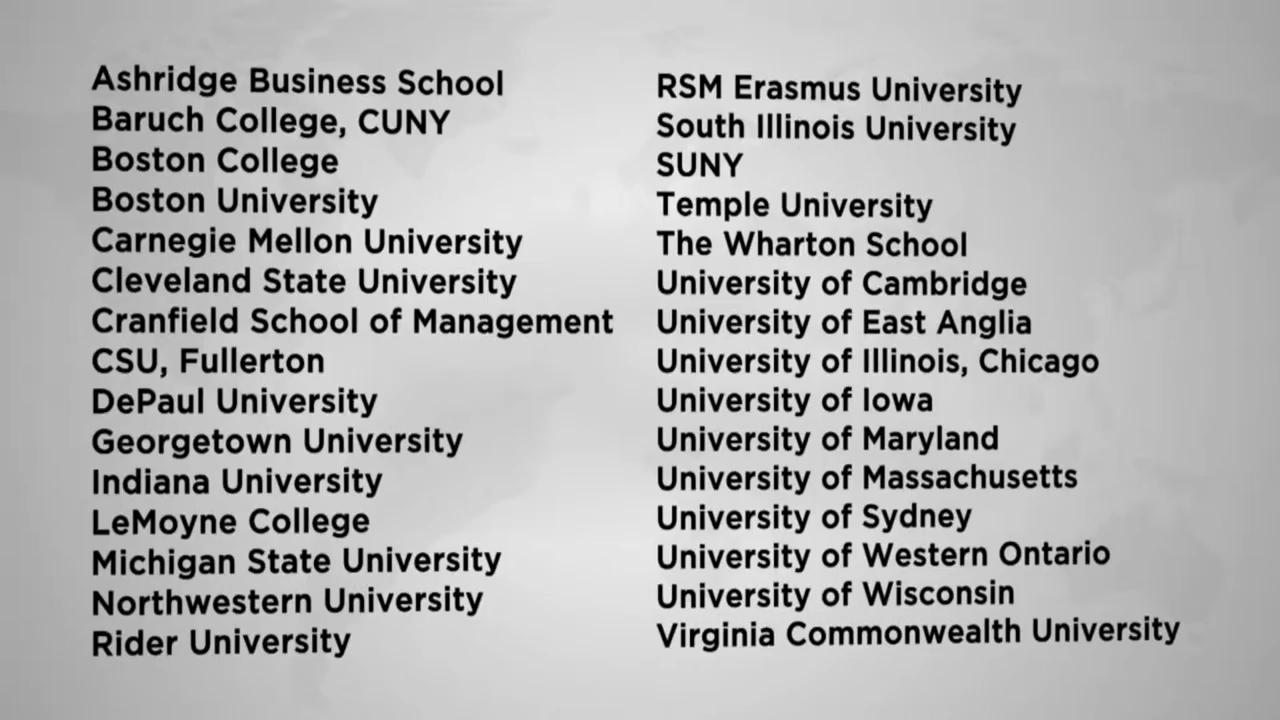 Ashridge Business School
Baruch College, CUNY
Boston College
Boston University
Carnegie Mellon University
Cleveland State University
Cranfield School of Management
CSU, Fullerton
DePaul University
Georgetown University
Indiana University
LeMoyne College
Michigan State University
Northwestern University
Rider University
RSM Erasmus University
South Illinois University
SUNY
Temple University
The Wharton School
University of Cambridge
University of East Anglia
University of Illinois, Chicago
University of Iowa
University of Maryland
University of Massachusetts
University of Sydney
University of Western Ontario
University of Wisconsin
Virginia Commonwealth University